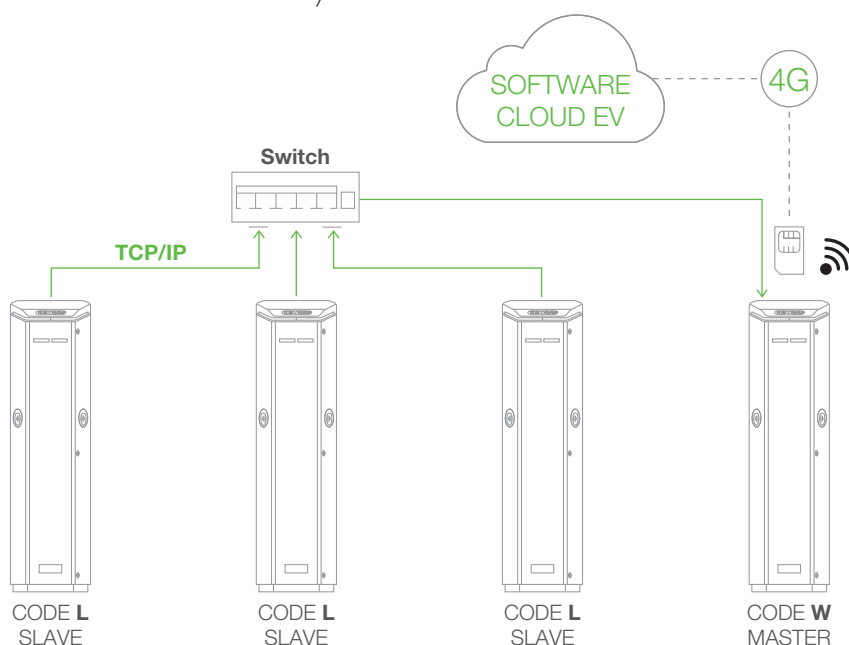 SOFTWARE
CLOUD EV
4G
Switch
TCP/IP
CODE L
SLAVE
CODE L
SLAVE
CODE L
SLAVE
CODE W
MASTER